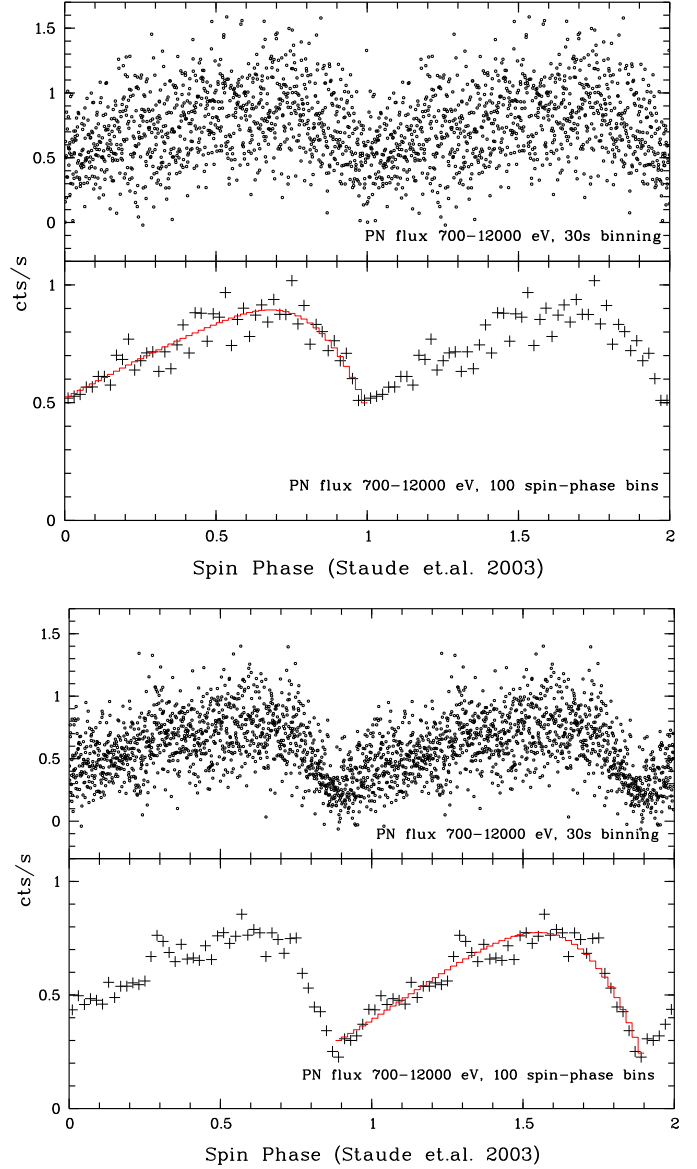 1.5
1
0.5
0
PN flux 700-12000 eV, 30s binning
cts/s
1
0.5
PN flux 700-12000 eV, 100 spin-phase bins
0
0 0.5 1 1.5 2
Spin Phase (Staude et.al. 2003)
1.5
1
0.5
0
PN flux 700-12000 eV, 30s binning
cts/s
1
0.5
PN flux 700-12000 eV, 100 spin-phase bins
0
0 0.5 1 1.5 2
Spin Phase (Staude et.al. 2003)